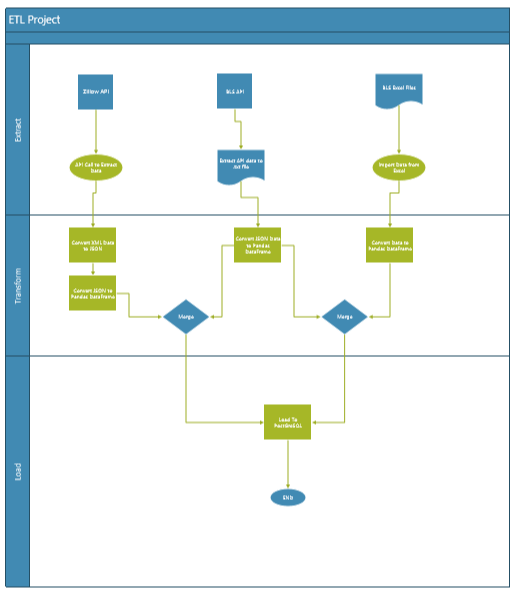 ETL Project
Extract
Zillow API
BLS API
BLS Excel Files
API Call to Extract
Data
Extract API data to
.txt file
Import Data from
Excel
Transform
Convert XML Data
to JSON
Convert JSON Data
to Pandas
DataFrame
Convert Data to
Pandas DataFrame
Convert JSON to
Pandas DataFrame
Merge
Merge
Load
Load To
PostGreSQL
END